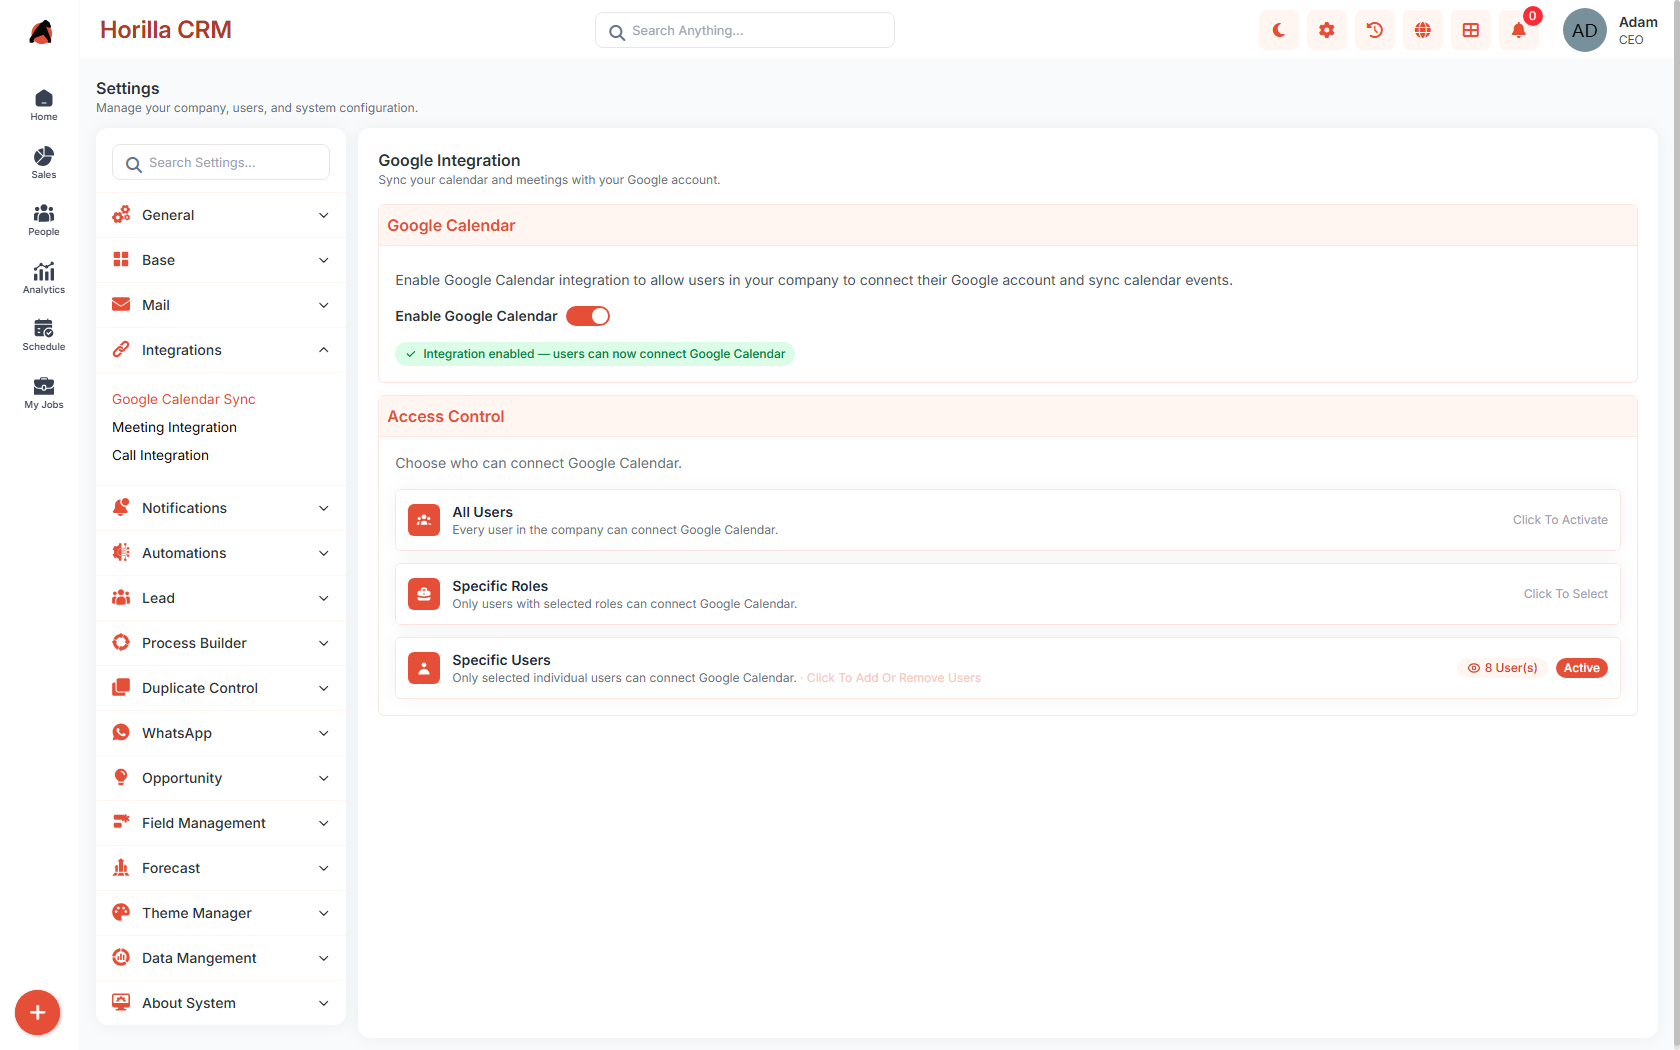 Horilla CRM
Search Anything...
0
AD
Adam
CEO
Home
Sales
People
Analytics
Schedule
My Jobs
Settings
Manage your company, users, and system configuration.
Search Settings...
General
Base
Mail
Integrations
Google Calendar Sync
Meeting Integration
Call Integration
Notifications
Automations
Lead
Process Builder
Duplicate Control
WhatsApp
Opportunity
Field Management
Forecast
Theme Manager
Data Mangement
About System
Google Integration
Sync your calendar and meetings with your Google account.
Google Calendar
Enable Google Calendar integration to allow users in your company to connect their Google account and sync calendar events.
Enable Google Calendar
Integration enabled — users can now connect Google Calendar
Access Control
Choose who can connect Google Calendar.
All Users
Every user in the company can connect Google Calendar.
Click To Activate
Specific Roles
Only users with selected roles can connect Google Calendar.
Click To Select
Specific Users
Only selected individual users can connect Google Calendar. · Click To Add Or Remove Users
8 User(s)
Active